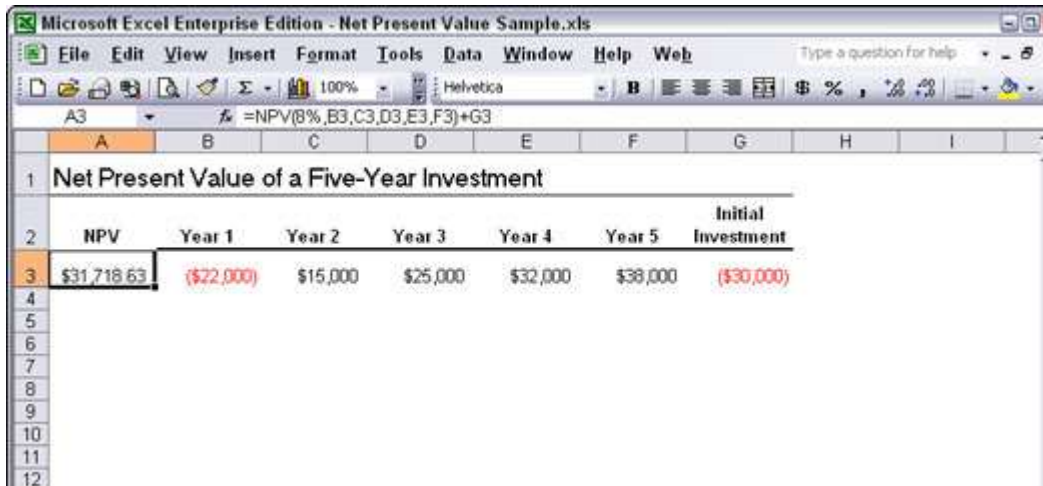 Microsoft Excel Enterprise Edition - Net Present Value Sample.xls
File Edit View Insert Format Tools Data Window Help Web Type a question for help
Σ 100% Helvetica B $ % ,
A3 fx =NPV(8%,B3,C3,D3,E3,F3)+G3
A B C D E F G H I
1 Net Present Value of a Five-Year Investment
2 NPV Year 1 Year 2 Year 3 Year 4 Year 5 Initial Investment
3 $31,718.63 ($22,000) $15,000 $25,000 $32,000 $38,000 ($30,000)
4
5
6
7
8
9
10
11
12